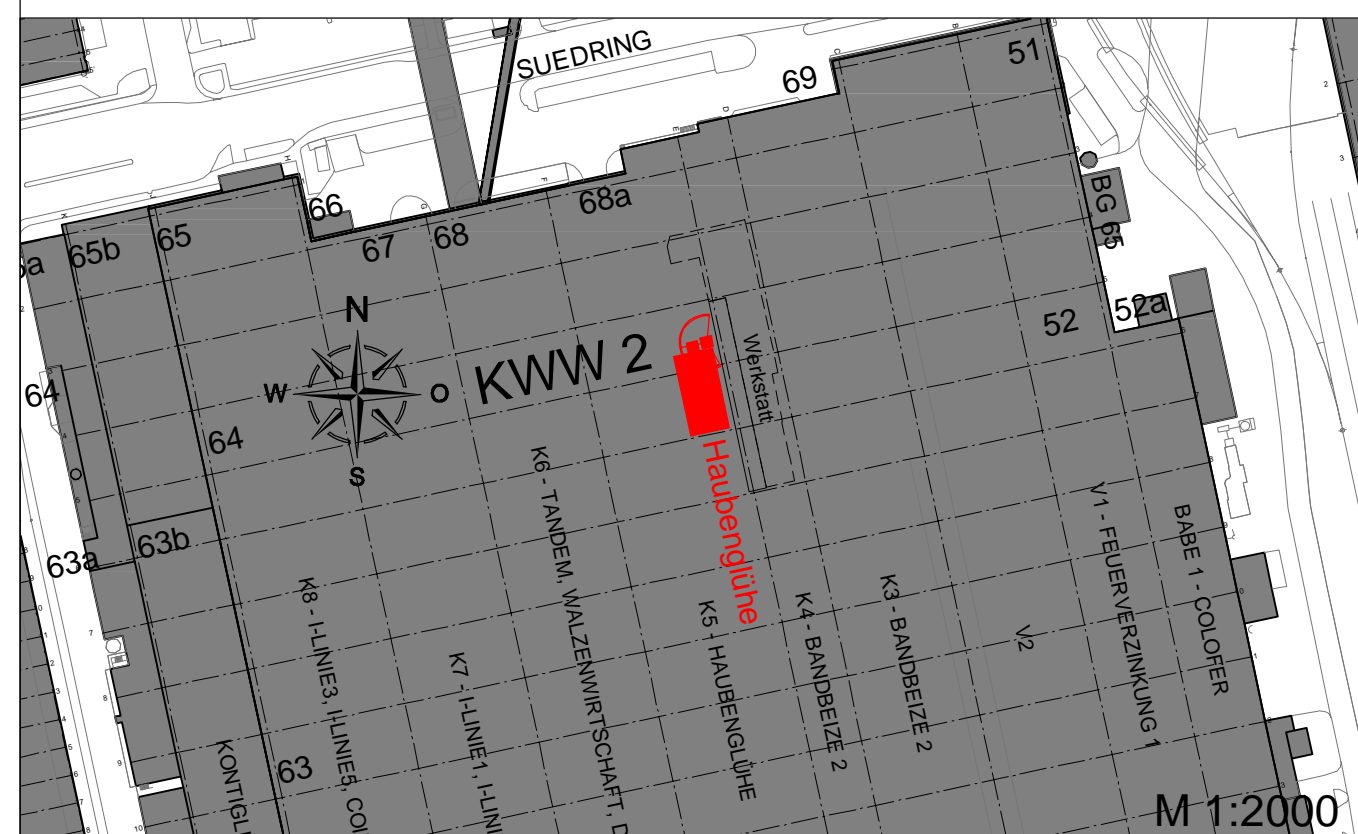 SUEDRING
51
69
BG 65
68a
66
67
68
65
65b
52a
52
N
W
O
S
KWW 2
Werkstatt
64
64
Haubenglühe
63a
63b
K6 - TANDEM, WALZENWIRTSCHAFT, D
V1 - FEUERVERZINKUNG 1
BABE 1 - COLOFER
K8 - I-LINIE3, I-LINIE5, CO
K7 - I-LINIE1, I-LINI
K5 - HAUBENGLÜHE
K4 - BANDBEIZE 2
K3 - BANDBEIZE 2
V2
KONTIGL
63
M 1:2000